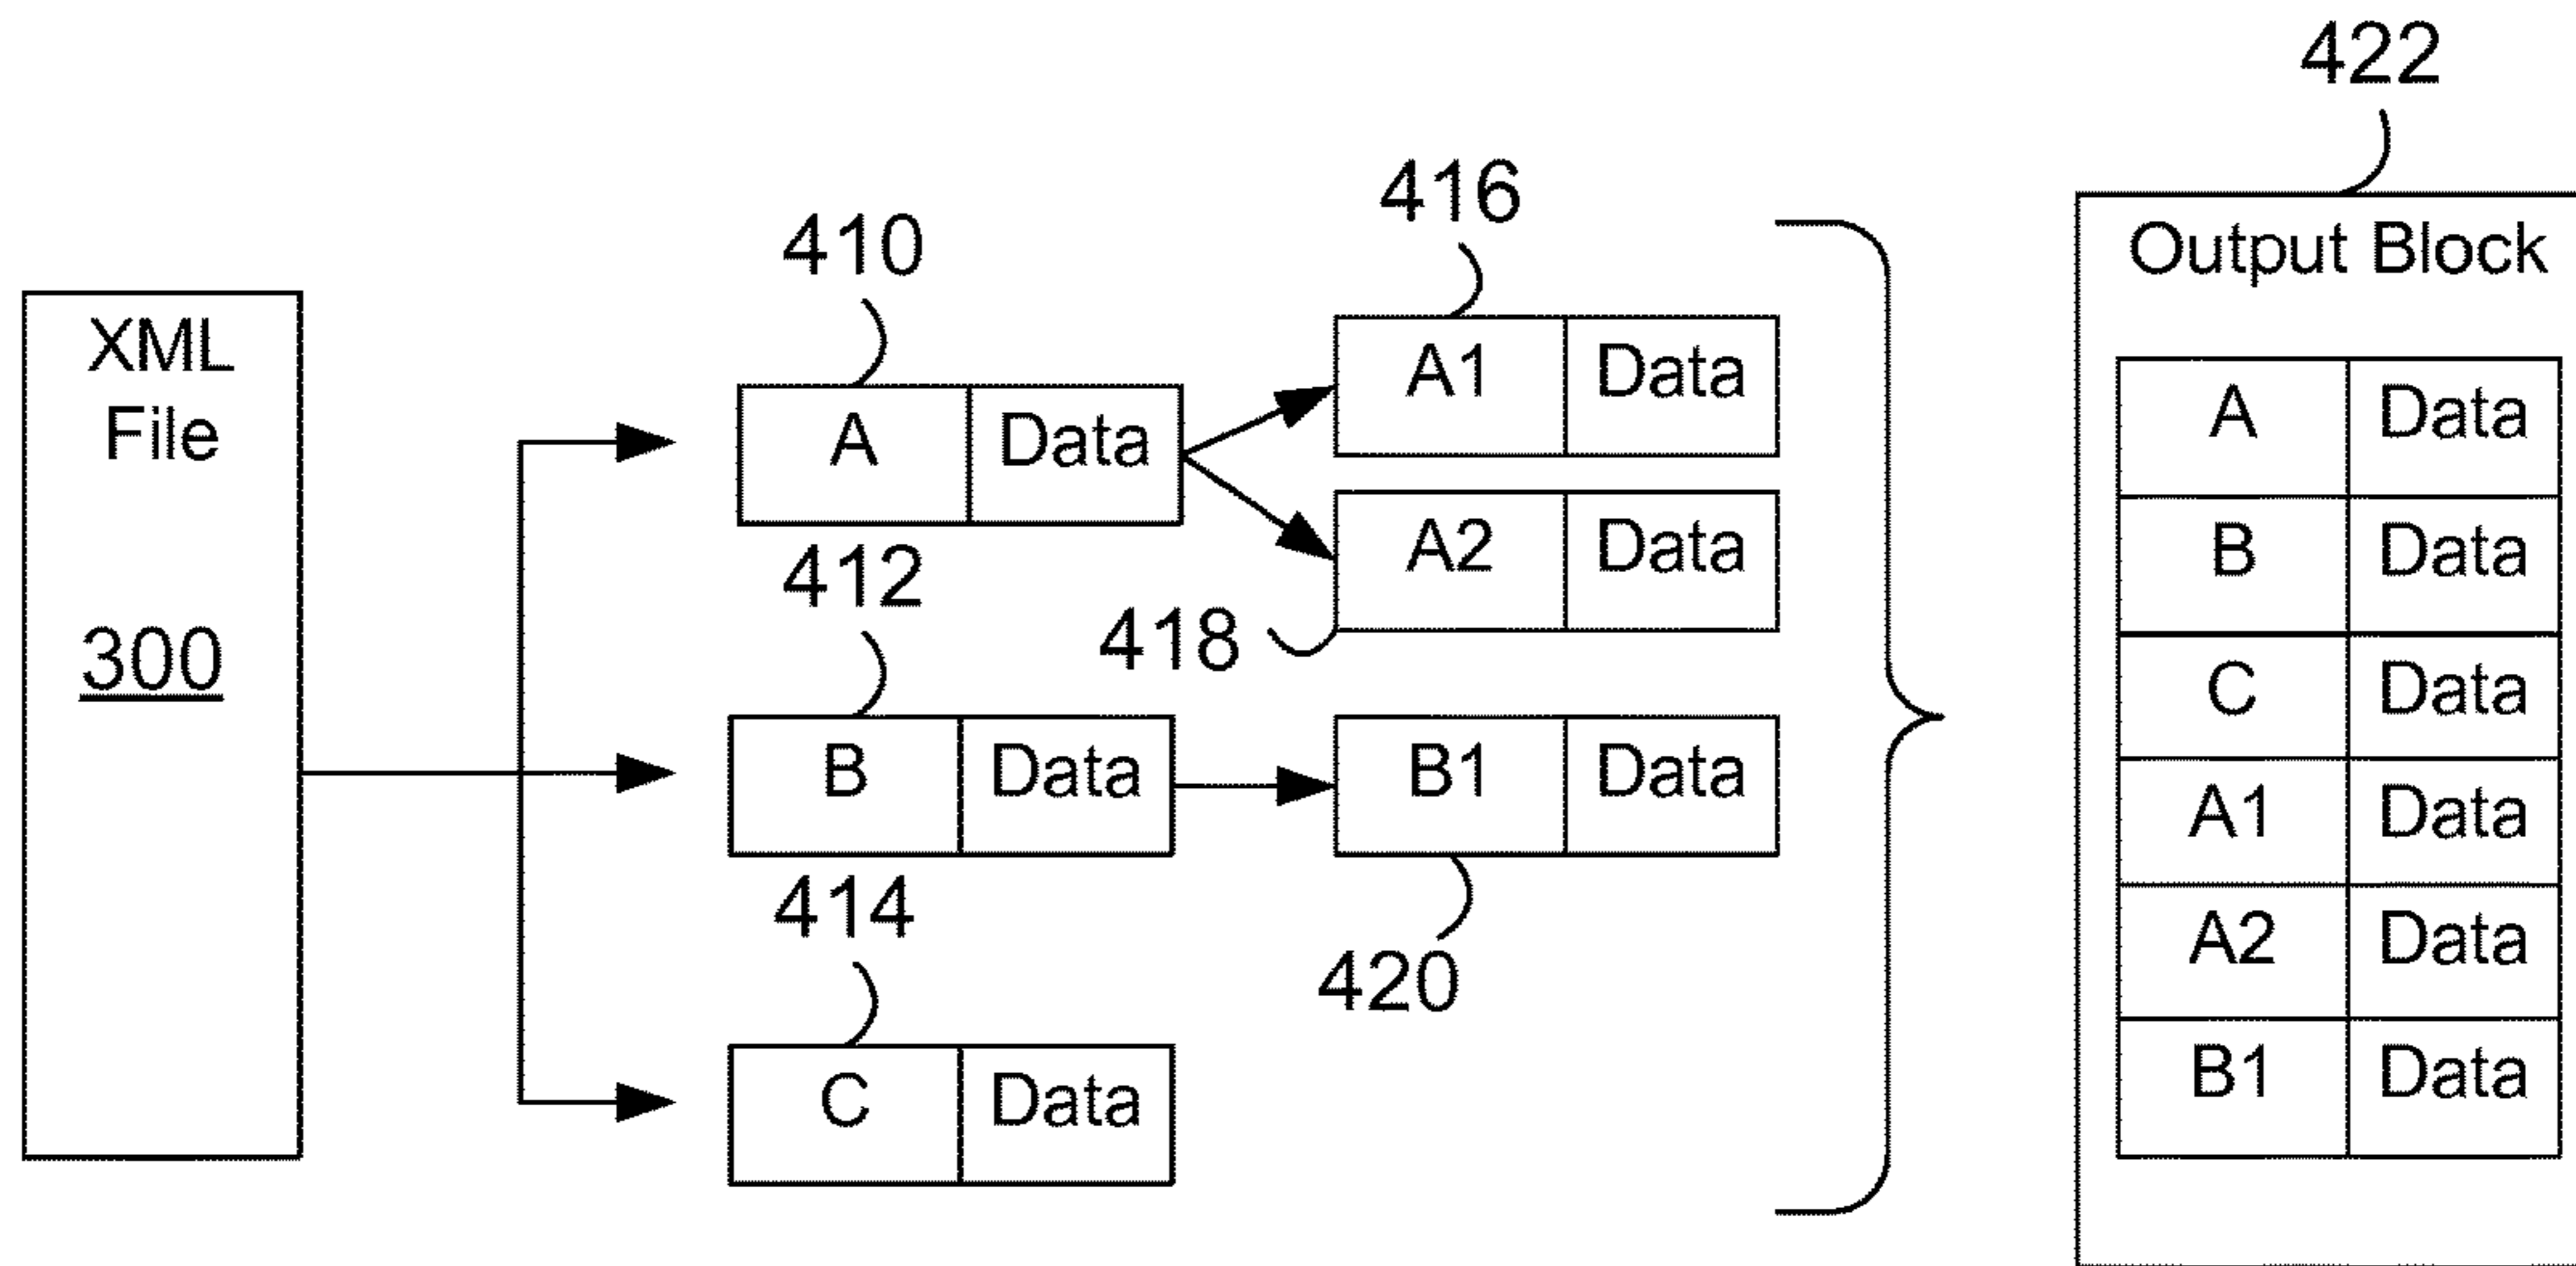 XML
File
300
410
A Data
412
B Data
414
C Data
416
A1 Data
A2 Data
418
B1 Data
420
422
Output Block
A Data
B Data
C Data
A1 Data
A2 Data
B1 Data